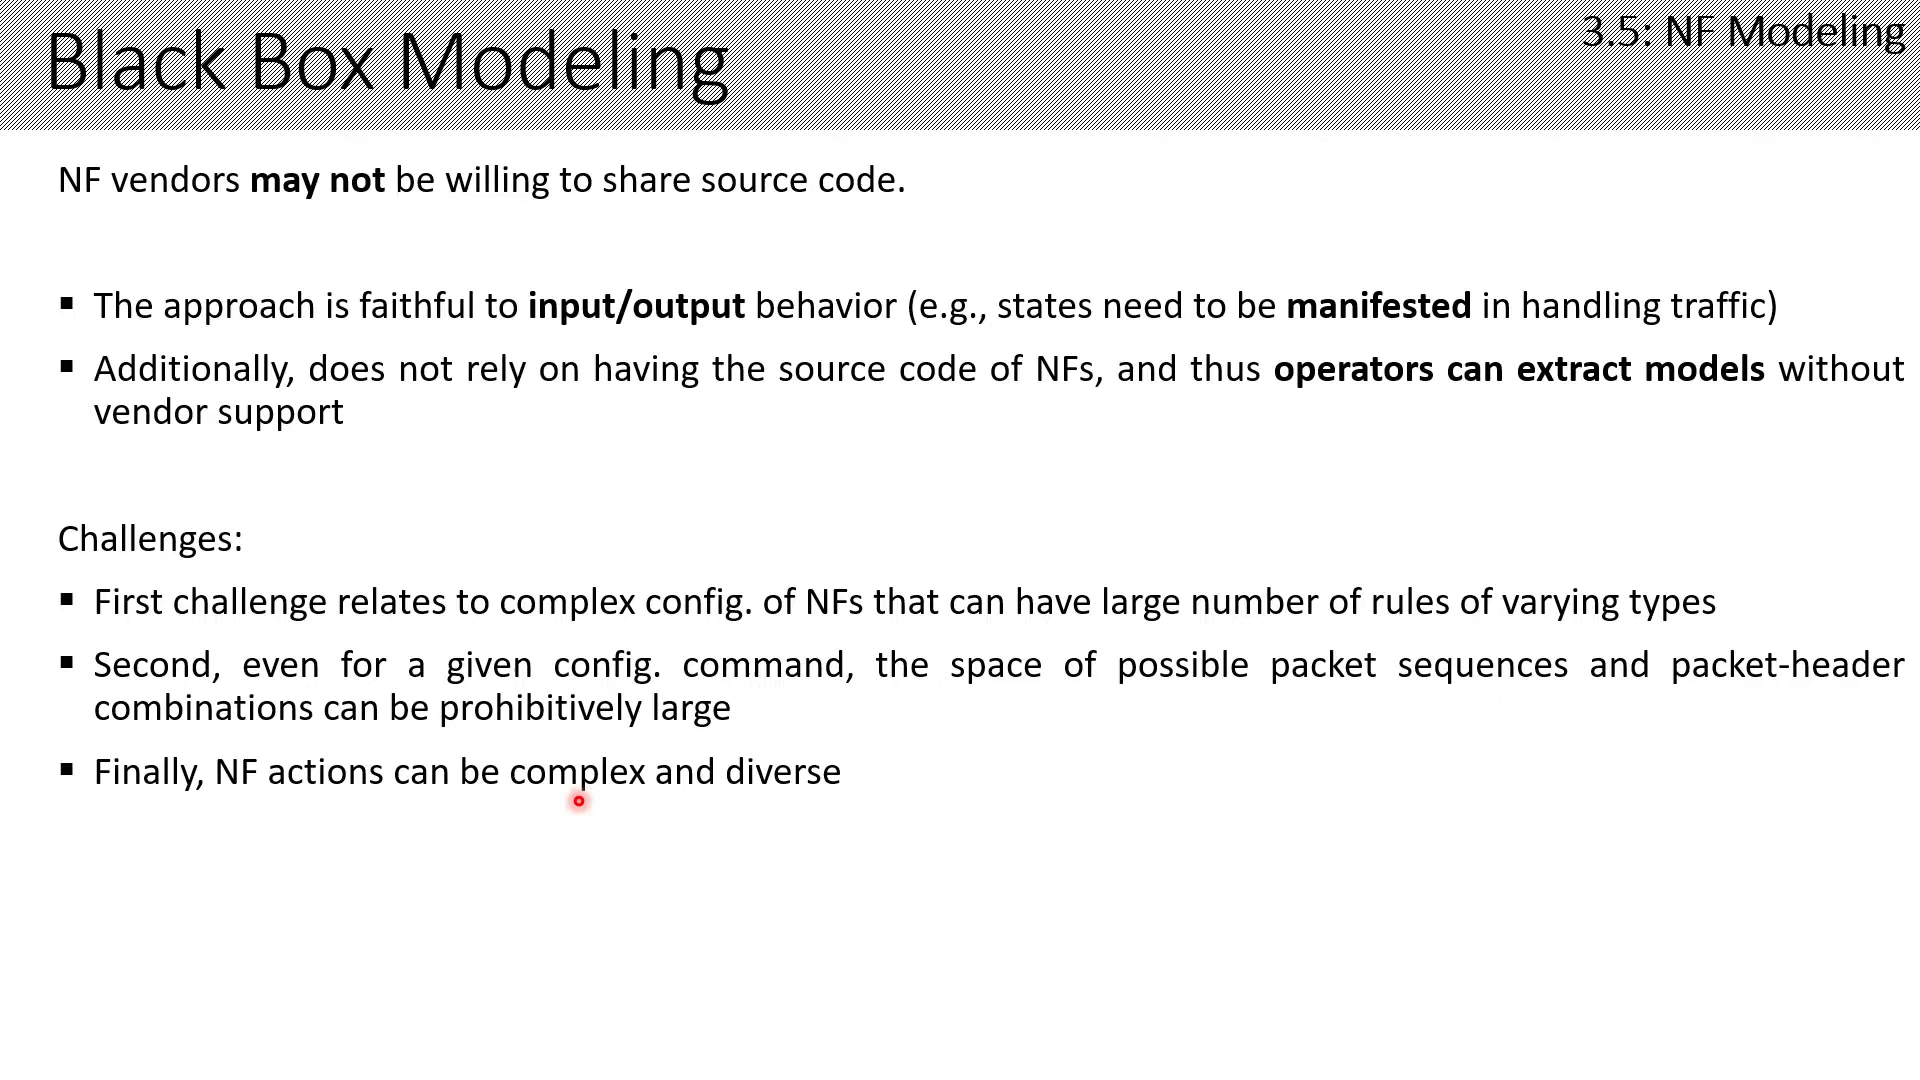 Black Box Modeling
3.5: NF Modeling
NF vendors may not be willing to share source code.
▪ The approach is faithful to input/output behavior (e.g., states need to be manifested in handling traffic)
▪ Additionally, does not rely on having the source code of NFs, and thus operators can extract models without
vendor support
Challenges:
▪ First challenge relates to complex config. of NFs that can have large number of rules of varying types
▪ Second, even for a given config. command, the space of possible packet sequences and packet-header
combinations can be prohibitively large
▪ Finally, NF actions can be complex and diverse